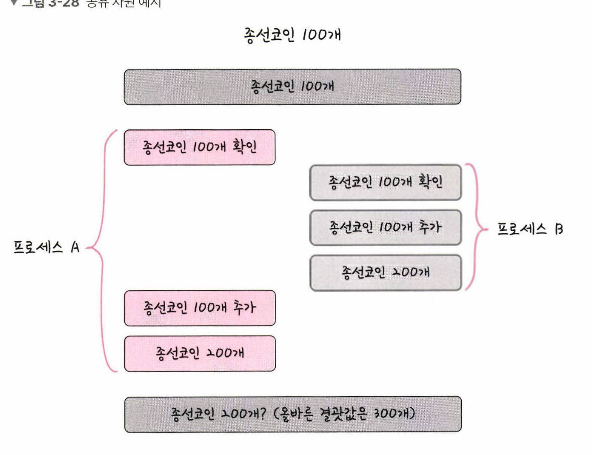 ▼ 그림 3-28 공유 자원 예시
종선코인 100개
종선코인 100개
종선코인 100개 확인
종선코인 100개 확인
종선코인 100개 추가
종선코인 200개
프로세스 A
프로세스 B
종선코인 100개 추가
종선코인 200개
종선코인 200개? (올바른 결괏값은 300개)